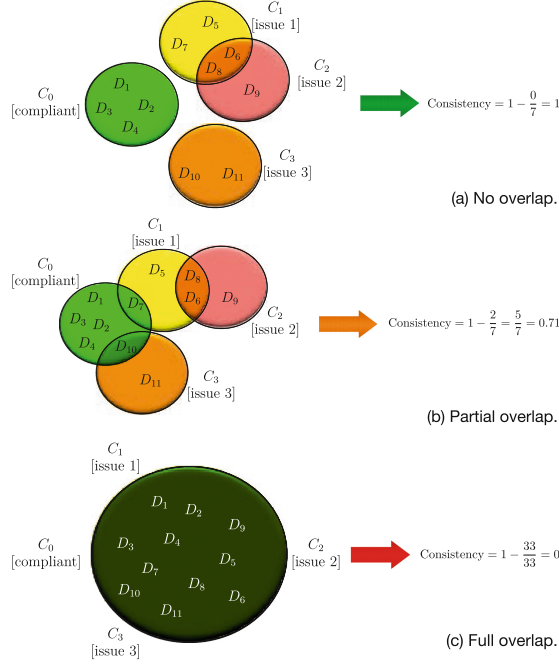 C₁
[issue 1]
D₅
D₇
D₆
D₈
C₂
[issue 2]
D₉
C₀
[compliant]
D₁
D₃
D₂
D₄
Consistency = 1 − 0/7 = 1
C₃
[issue 3]
D₁₀
D₁₁
(a) No overlap.
C₁
[issue 1]
C₀
[compliant]
D₅
D₈
D₁
D₇
D₆
D₉
D₃
D₂
D₄
D₁₀
C₂
[issue 2]
Consistency = 1 − 2/7 = 5/7 = 0.71
D₁₁
C₃
[issue 3]
(b) Partial overlap.
C₁
[issue 1]
D₁
D₂
D₉
C₀
[compliant]
D₃
D₄
D₅
D₇
D₈
D₁₀
D₆
D₁₁
C₂
[issue 2]
Consistency = 1 − 33/33 = 0
C₃
[issue 3]
(c) Full overlap.